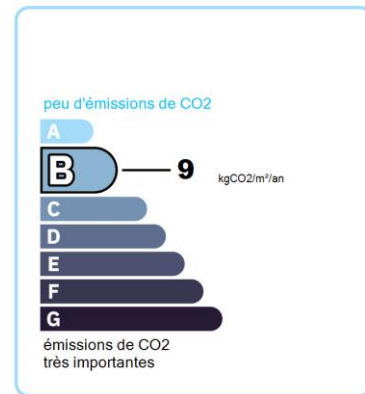 peu d'émissions de CO2
A
B 9 kgCO2/m²/an
C
D
E
F
G
émissions de CO2
très importantes